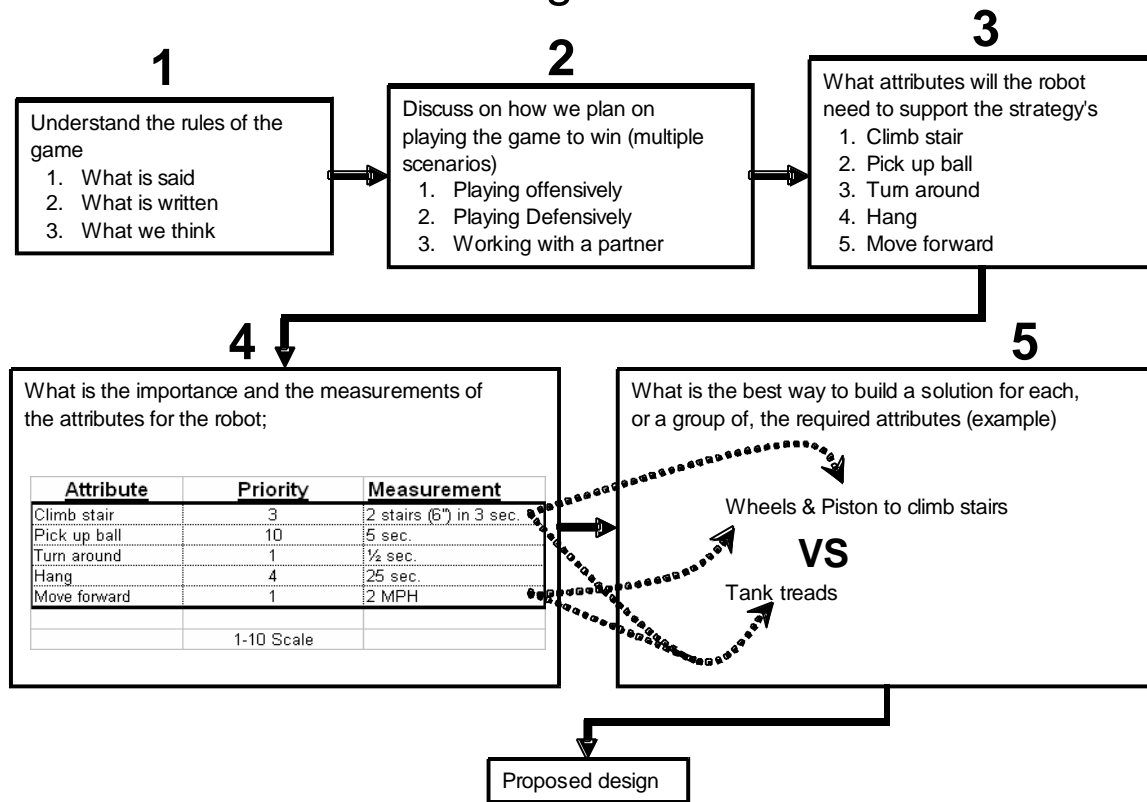 1
Understand the rules of the
game
1. What is said
2. What is written
3. What we think
2
Discuss on how we plan on
playing the game to win (multiple
scenarios)
1. Playing offensively
2. Playing Defensively
3. Working with a partner
3
What attributes will the robot
need to support the strategy's
1. Climb stair
2. Pick up ball
3. Turn around
4. Hang
5. Move forward
4
What is the importance and the measurements of
the attributes for the robot;
Attribute Priority Measurement
Climb stair 3 2 stairs (6") in 3 sec.
Pick up ball 10 5 sec.
Turn around 1 ½ sec.
Hang 4 25 sec.
Move forward 1 2 MPH
1-10 Scale
5
What is the best way to build a solution for each,
or a group of, the required attributes (example)
Wheels & Piston to climb stairs
VS
Tank treads
Proposed design